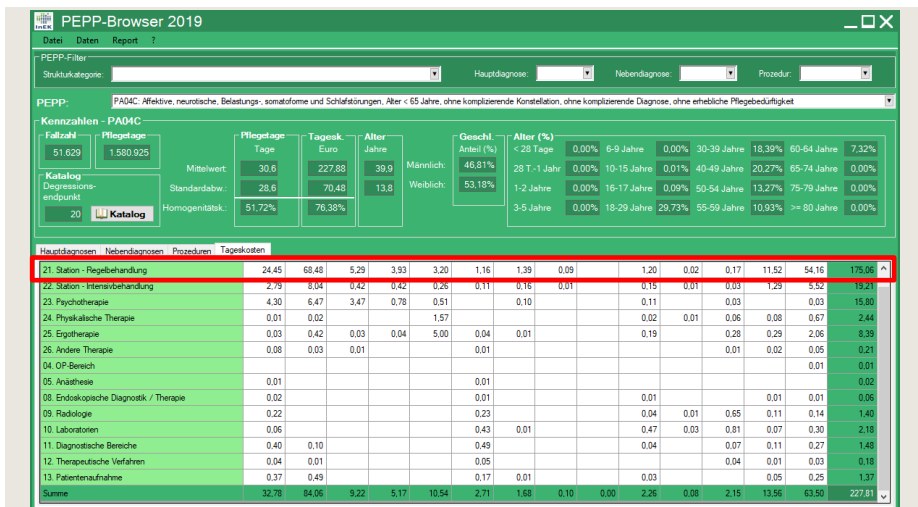 InEK PEPP-Browser 2019
Datei Daten Report ?
PEPP-Filter
Strukturkategorie: Hauptdiagnose: Nebendiagnose: Prozedur:
PEPP: PA04C: Affektive, neurotische, Belastungs-, somatoforme und Schlafstörungen, Alter < 65 Jahre, ohne komplizierende Konstellation, ohne komplizierende Diagnose, ohne erhebliche Pflegebedürftigkeit
Kennzahlen - PA04C
Fallzahl Pflegetage Pflegetage Tagesk. Alter Geschl. Alter (%)
51.629 1.580.925 Tage Euro Jahre Anteil (%) < 28 Tage 0,00% 6-9 Jahre 0,00% 30-39 Jahre 18,39% 60-64 Jahre 7,32%
Mittelwert: 30,6 227,88 39,9 Männlich: 46,81% 28 T.-1 Jahr 0,00% 10-15 Jahre 0,01% 40-49 Jahre 20,27% 65-74 Jahre 0,00%
Katalog
Degressions-
endpunkt
Standardabw.: 28,6 70,48 13,8 Weiblich: 53,18% 1-2 Jahre 0,00% 16-17 Jahre 0,09% 50-54 Jahre 13,27% 75-79 Jahre 0,00%
20 Katalog Homogenitätsk.: 51,72% 76,38% 3-5 Jahre 0,00% 18-29 Jahre 29,73% 55-59 Jahre 10,93% >= 80 Jahre 0,00%
Hauptdiagnosen Nebendiagnosen Prozeduren Tageskosten
21. Station - Regelbehandlung 24,45 68,48 5,29 3,93 3,20 1,16 1,39 0,09 1,20 0,02 0,17 11,52 54,16 175,06
22. Station - Intensivbehandlung 2,79 8,04 0,42 0,42 0,26 0,11 0,16 0,01 0,15 0,01 0,03 1,29 5,52 19,21
23. Psychotherapie 4,30 6,47 3,47 0,78 0,51 0,10 0,11 0,03 0,03 15,80
24. Physikalische Therapie 0,01 0,02 1,57 0,02 0,01 0,06 0,08 0,67 2,44
25. Ergotherapie 0,03 0,42 0,03 0,04 5,00 0,04 0,01 0,19 0,28 0,29 2,06 8,39
26. Andere Therapie 0,08 0,03 0,01 0,01 0,01 0,02 0,05 0,21
04. OP-Bereich 0,01 0,01
05. Anästhesie 0,01 0,01 0,02
08. Endoskopische Diagnostik / Therapie 0,02 0,01 0,01 0,01 0,01 0,06
09. Radiologie 0,22 0,23 0,04 0,01 0,65 0,11 0,14 1,40
10. Laboratorien 0,06 0,43 0,01 0,47 0,03 0,81 0,07 0,30 2,18
11. Diagnostische Bereiche 0,40 0,10 0,49 0,04 0,07 0,11 0,27 1,48
12. Therapeutische Verfahren 0,04 0,01 0,05 0,04 0,01 0,03 0,18
13. Patientenaufnahme 0,37 0,49 0,17 0,01 0,03 0,05 0,25 1,37
Summe 32,78 84,06 9,22 5,17 10,54 2,71 1,68 0,10 0,00 2,26 0,08 2,15 13,56 63,50 227,81